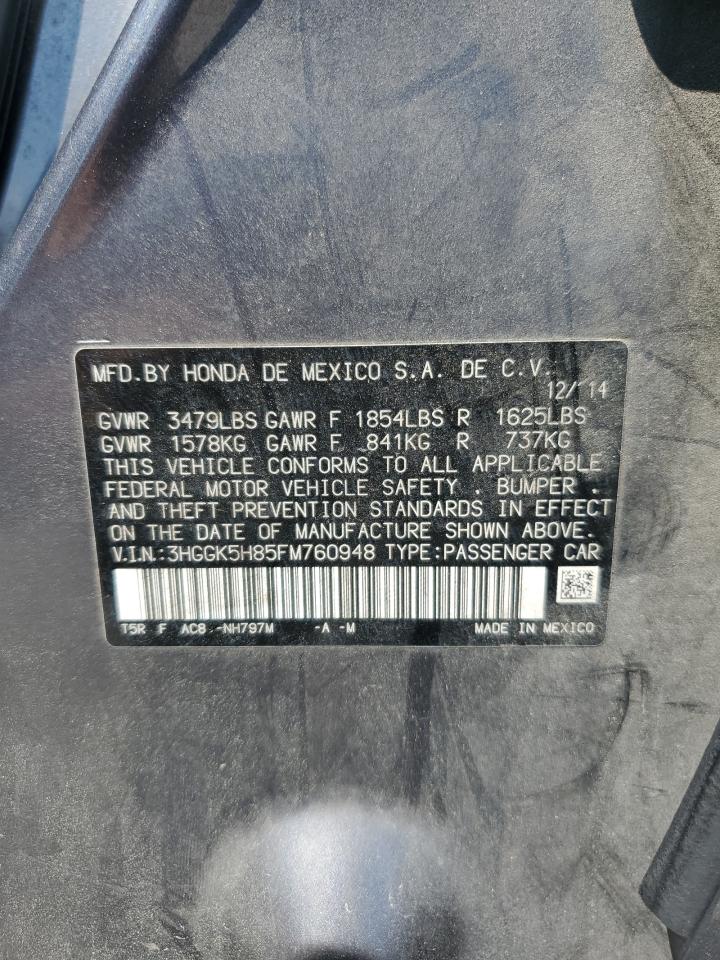 MFD.BY HONDA DE MEXICO S.A. DE C.V.
12/14
GVWR 3479LBS GAWR F 1854LBS R 1625LBS
GVWR 1578KG GAWR F 841KG R 737KG
THIS VEHICLE CONFORMS TO ALL APPLICABLE
FEDERAL MOTOR VEHICLE SAFETY , BUMPER ,
AND THEFT PREVENTION STANDARDS IN EFFECT
ON THE DATE OF MANUFACTURE SHOWN ABOVE.
V.IN.:3HGGK5H85FM760948 TYPE:PASSENGER CAR
T5R F AC8 -NH797M -A -M MADE IN MEXICO